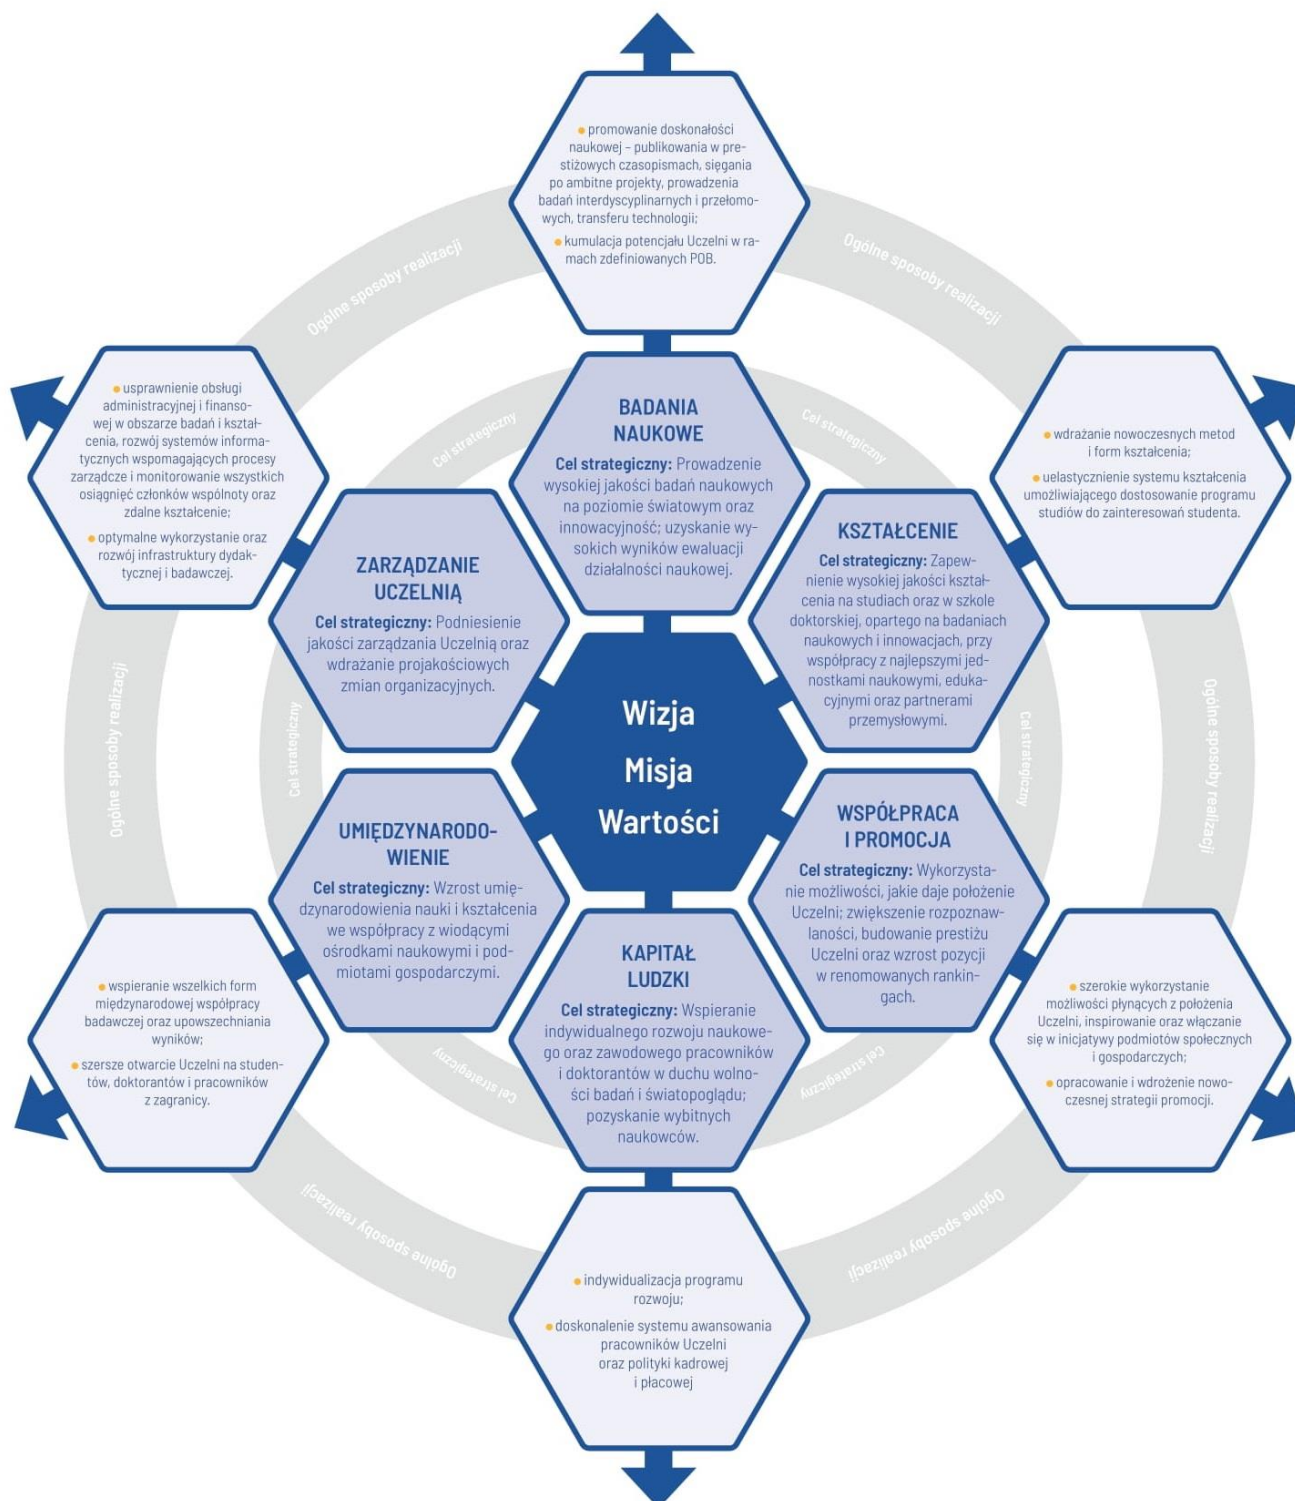 ● promowanie doskonałości
naukowej – publikowania w pre-
stiżowych czasopismach, sięgania
po ambitne projekty, prowadzenia
badań interdyscyplinarnych i przełomo-
wych, transferu technologii;
● kumulacja potencjału Uczelni w ra-
mach zdefiniowanych POB.
Ogólne sposoby realizacji
Ogólne sposoby realizacji
● usprawnienie obsługi
administracyjnej i finanso-
wej w obszarze badań i kształ-
cenia, rozwój systemów informa-
tycznych wspomagających procesy
zarządcze i monitorowanie wszystkich
osiągnięć członków wspólnoty oraz
zdalne kształcenie;
● optymalne wykorzystanie oraz
rozwój infrastruktury dydak-
tycznej i badawczej.
Cel strategiczny
BADANIA
NAUKOWE
Cel strategiczny: Prowadzenie
wysokiej jakości badań naukowych
na poziomie światowym oraz
innowacyjność; uzyskanie wy-
sokich wyników ewaluacji
działalności naukowej.
Cel strategiczny
● wdrażanie nowoczesnych metod
i form kształcenia;
● uelastycznienie systemu kształcenia
umożliwiającego dostosowanie programu
studiów do zainteresowań studenta.
ZARZĄDZANIE
UCZELNIĄ
Cel strategiczny: Podniesienie
jakości zarządzania Uczelnią oraz
wdrażanie projakościowych
zmian organizacyjnych.
KSZTAŁCENIE
Cel strategiczny: Zapew-
nienie wysokiej jakości kształ-
cenia na studiach oraz w szkole
doktorskiej, opartego na badaniach
naukowych i innowacjach, przy
współpracy z najlepszymi jed-
nostkami naukowymi, eduka-
cyjnymi oraz partnerami
przemysłowymi.
Ogólne sposoby realizacji
Cel strategiczny
Wizja
Misja
Wartości
Cel strategiczny
Ogólne sposoby realizacji
UMIĘDZYNARODO-
WIENIE
Cel strategiczny: Wzrost umię-
dzynarodowienia nauki i kształcenia
we współpracy z wiodącymi
ośrodkami naukowymi i pod-
miotami gospodarczymi.
WSPÓŁPRACA
I PROMOCJA
Cel strategiczny: Wykorzysta-
nie możliwości, jakie daje położenie
Uczelni; zwiększenie rozpoznaw-
laności, budowanie prestiżu
Uczelni oraz wzrost pozycji
w renomowanych rankin-
gach.
KAPITAŁ
LUDZKI
Cel strategiczny: Wspieranie
indywidualnego rozwoju naukowe-
go oraz zawodowego pracowników
i doktorantów w duchu wolno-
ści badań i światopoglądu;
pozyskanie wybitnych
naukowców.
● wspieranie wszelkich form
międzynarodowej współpracy
badawczej oraz upowszechniania
wyników;
● szersze otwarcie Uczelni na studen-
tów, doktorantów i pracowników
z zagranicy.
Cel strategiczny
Cel strategiczny
● szerokie wykorzystanie
możliwości płynących z położenia
Uczelni, inspirowanie oraz włączanie
się w inicjatywy podmiotów społecznych
i gospodarczych;
● opracowanie i wdrożenie nowo-
czesnej strategii promocji.
Ogólne sposoby realizacji
Ogólne sposoby realizacji
● indywidualizacja programu
rozwoju;
● doskonalenie systemu awansowania
pracowników Uczelni
oraz polityki kadrowej
i płacowej